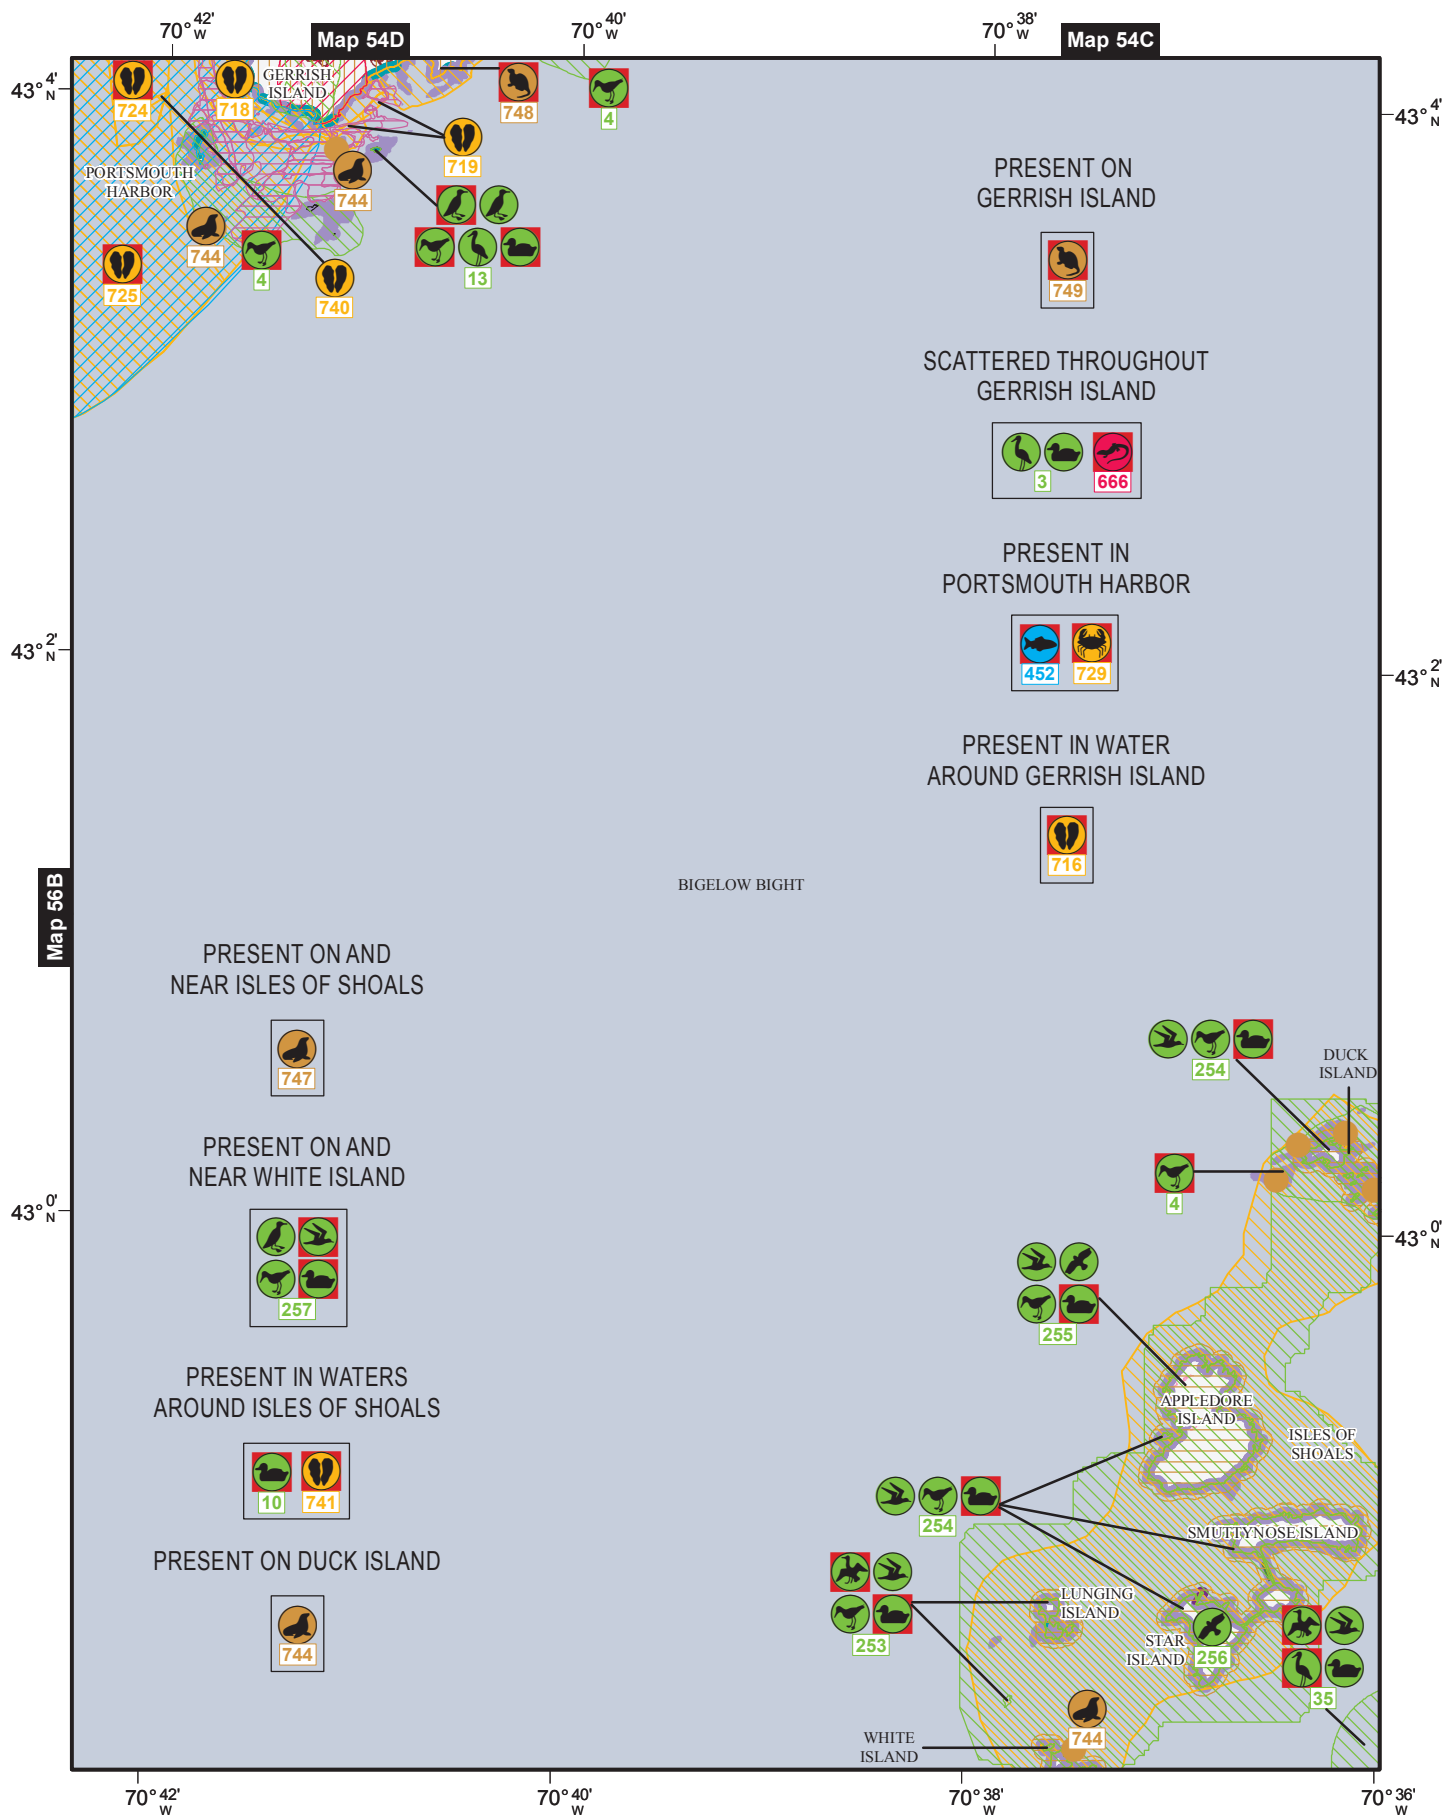 70° 42' W
Map 54D
70° 40' W
70° 38' W
Map 54C
43° 4' N
43° 4' N
724
718
GERRISH
ISLAND
748
4
719
PORTSMOUTH
HARBOR
744
744
725
4
740
13
PRESENT ON
GERRISH ISLAND
749
SCATTERED THROUGHOUT
GERRISH ISLAND
3
666
PRESENT IN
PORTSMOUTH HARBOR
452
729
43° 2' N
43° 2' N
PRESENT IN WATER
AROUND GERRISH ISLAND
716
BIGELOW BIGHT
Map 56B
PRESENT ON AND
NEAR ISLES OF SHOALS
747
PRESENT ON AND
NEAR WHITE ISLAND
257
PRESENT IN WATERS
AROUND ISLES OF SHOALS
10
741
PRESENT ON DUCK ISLAND
744
43° 0' N
43° 0' N
254
DUCK
ISLAND
4
255
APPLEDORE
ISLAND
ISLES OF
SHOALS
254
SMUTTYNOSE ISLAND
253
LUNGING
ISLAND
STAR
ISLAND
256
35
744
WHITE
ISLAND
70° 42' W
70° 40' W
70° 38' W
70° 36' W